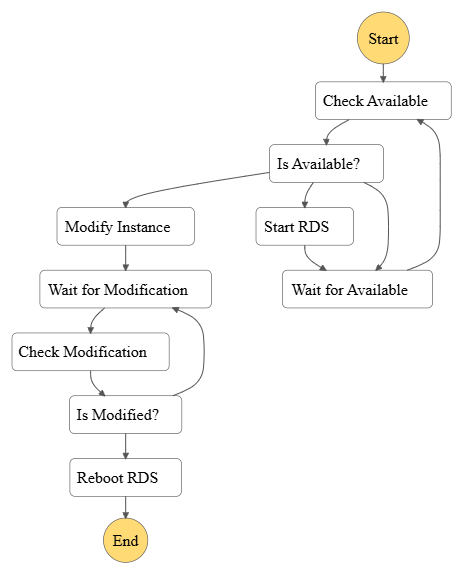 Start
Check Available
Is Available?
Modify Instance
Start RDS
Wait for Modification
Wait for Available
Check Modification
Is Modified?
Reboot RDS
End